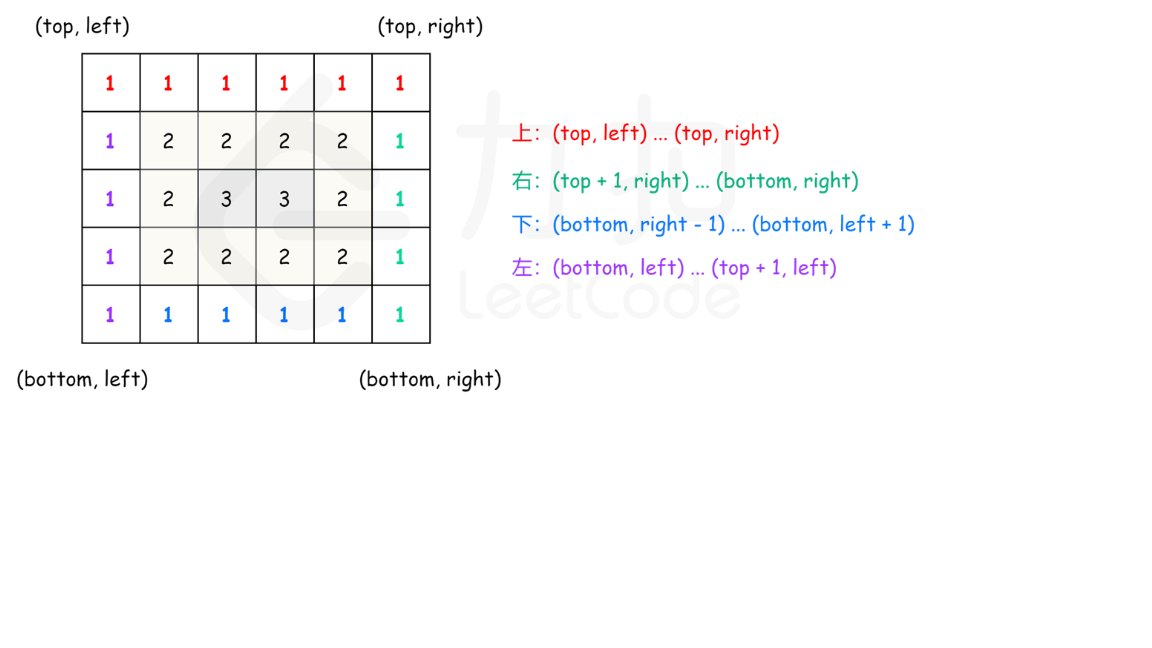 (top, left) (top, right)
1 1 1 1 1 1
1 2 2 2 2 1
1 2 3 3 2 1
1 2 2 2 2 1
1 1 1 1 1 1
(bottom, left) (bottom, right)
上：(top, left) ... (top, right)
右：(top + 1, right) ... (bottom, right)
下：(bottom, right - 1) ... (bottom, left + 1)
左：(bottom, left) ... (top + 1, left)
力扣
LeetCode